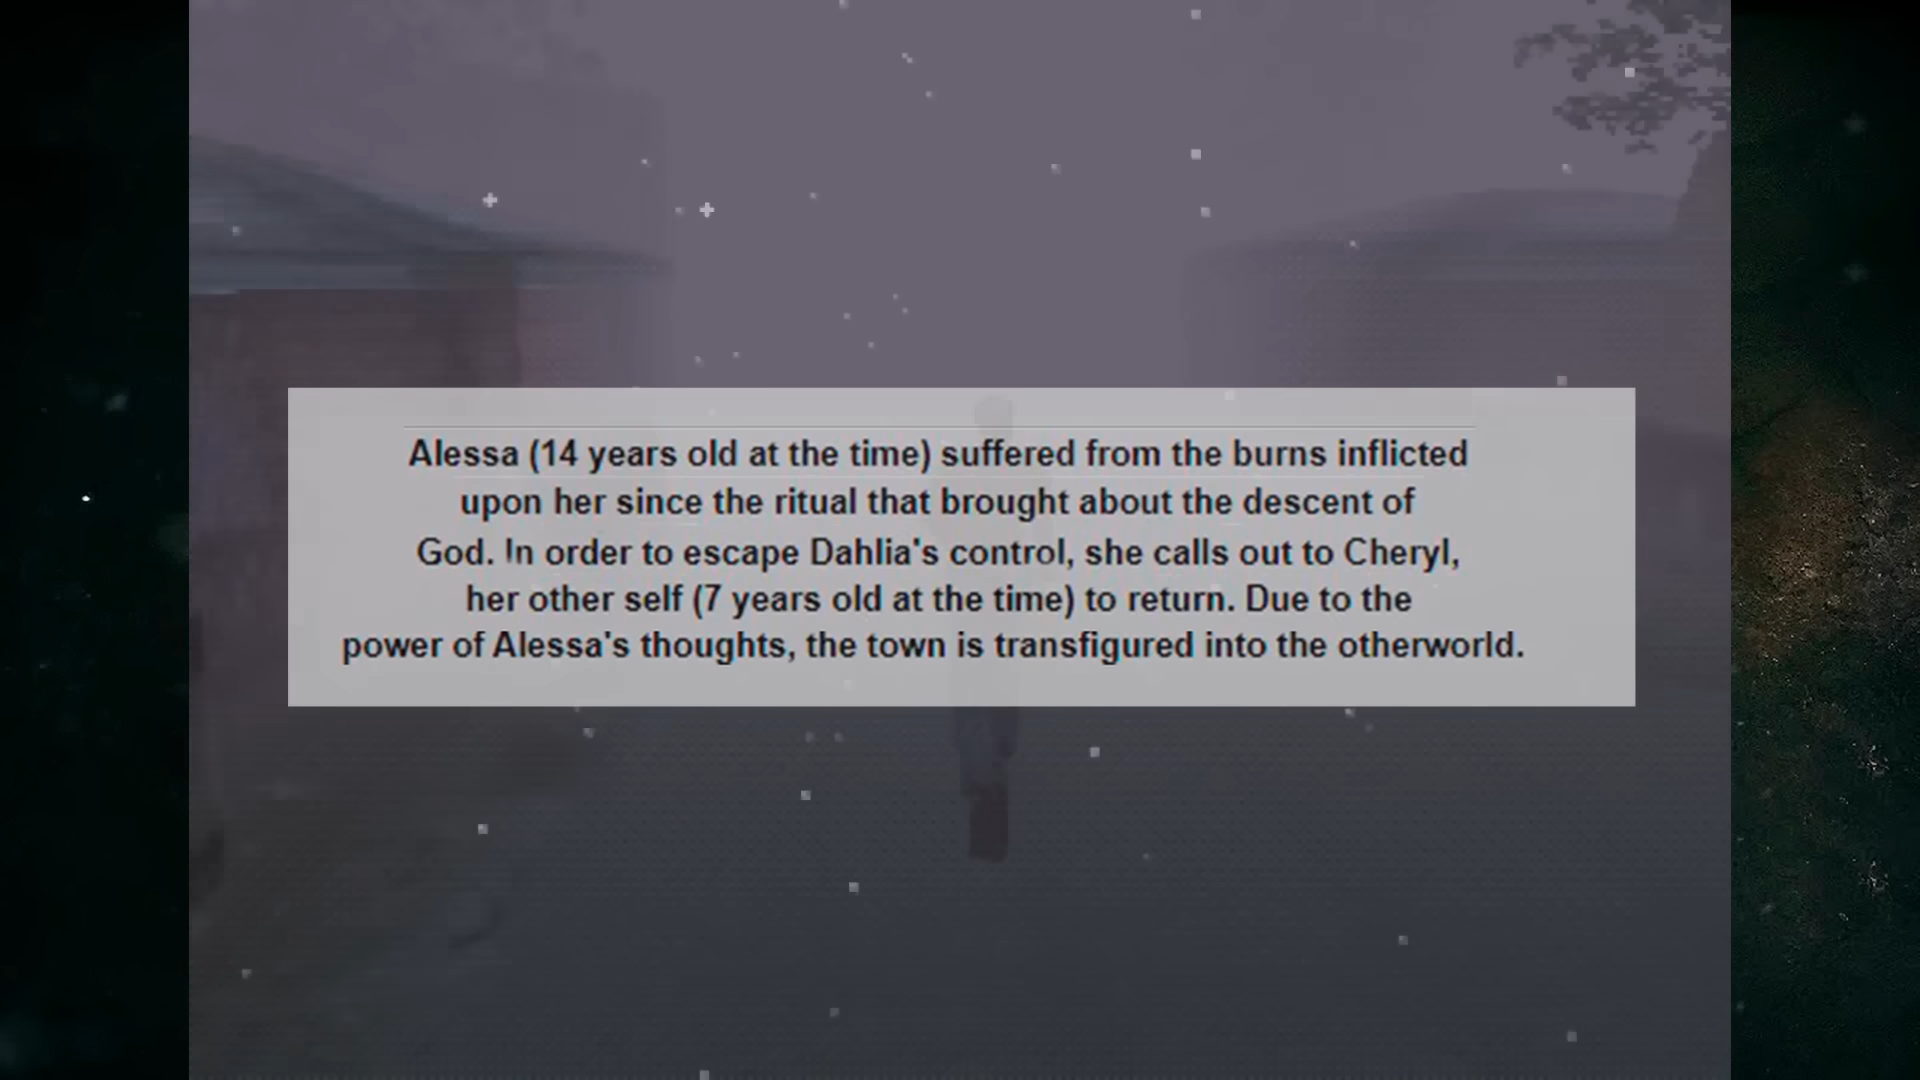 Alessa (14 years old at the time) suffered from the burns inflicted
upon her since the ritual that brought about the descent of
God. In order to escape Dahlia's control, she calls out to Cheryl,
her other self (7 years old at the time) to return. Due to the
power of Alessa's thoughts, the town is transfigured into the otherworld.